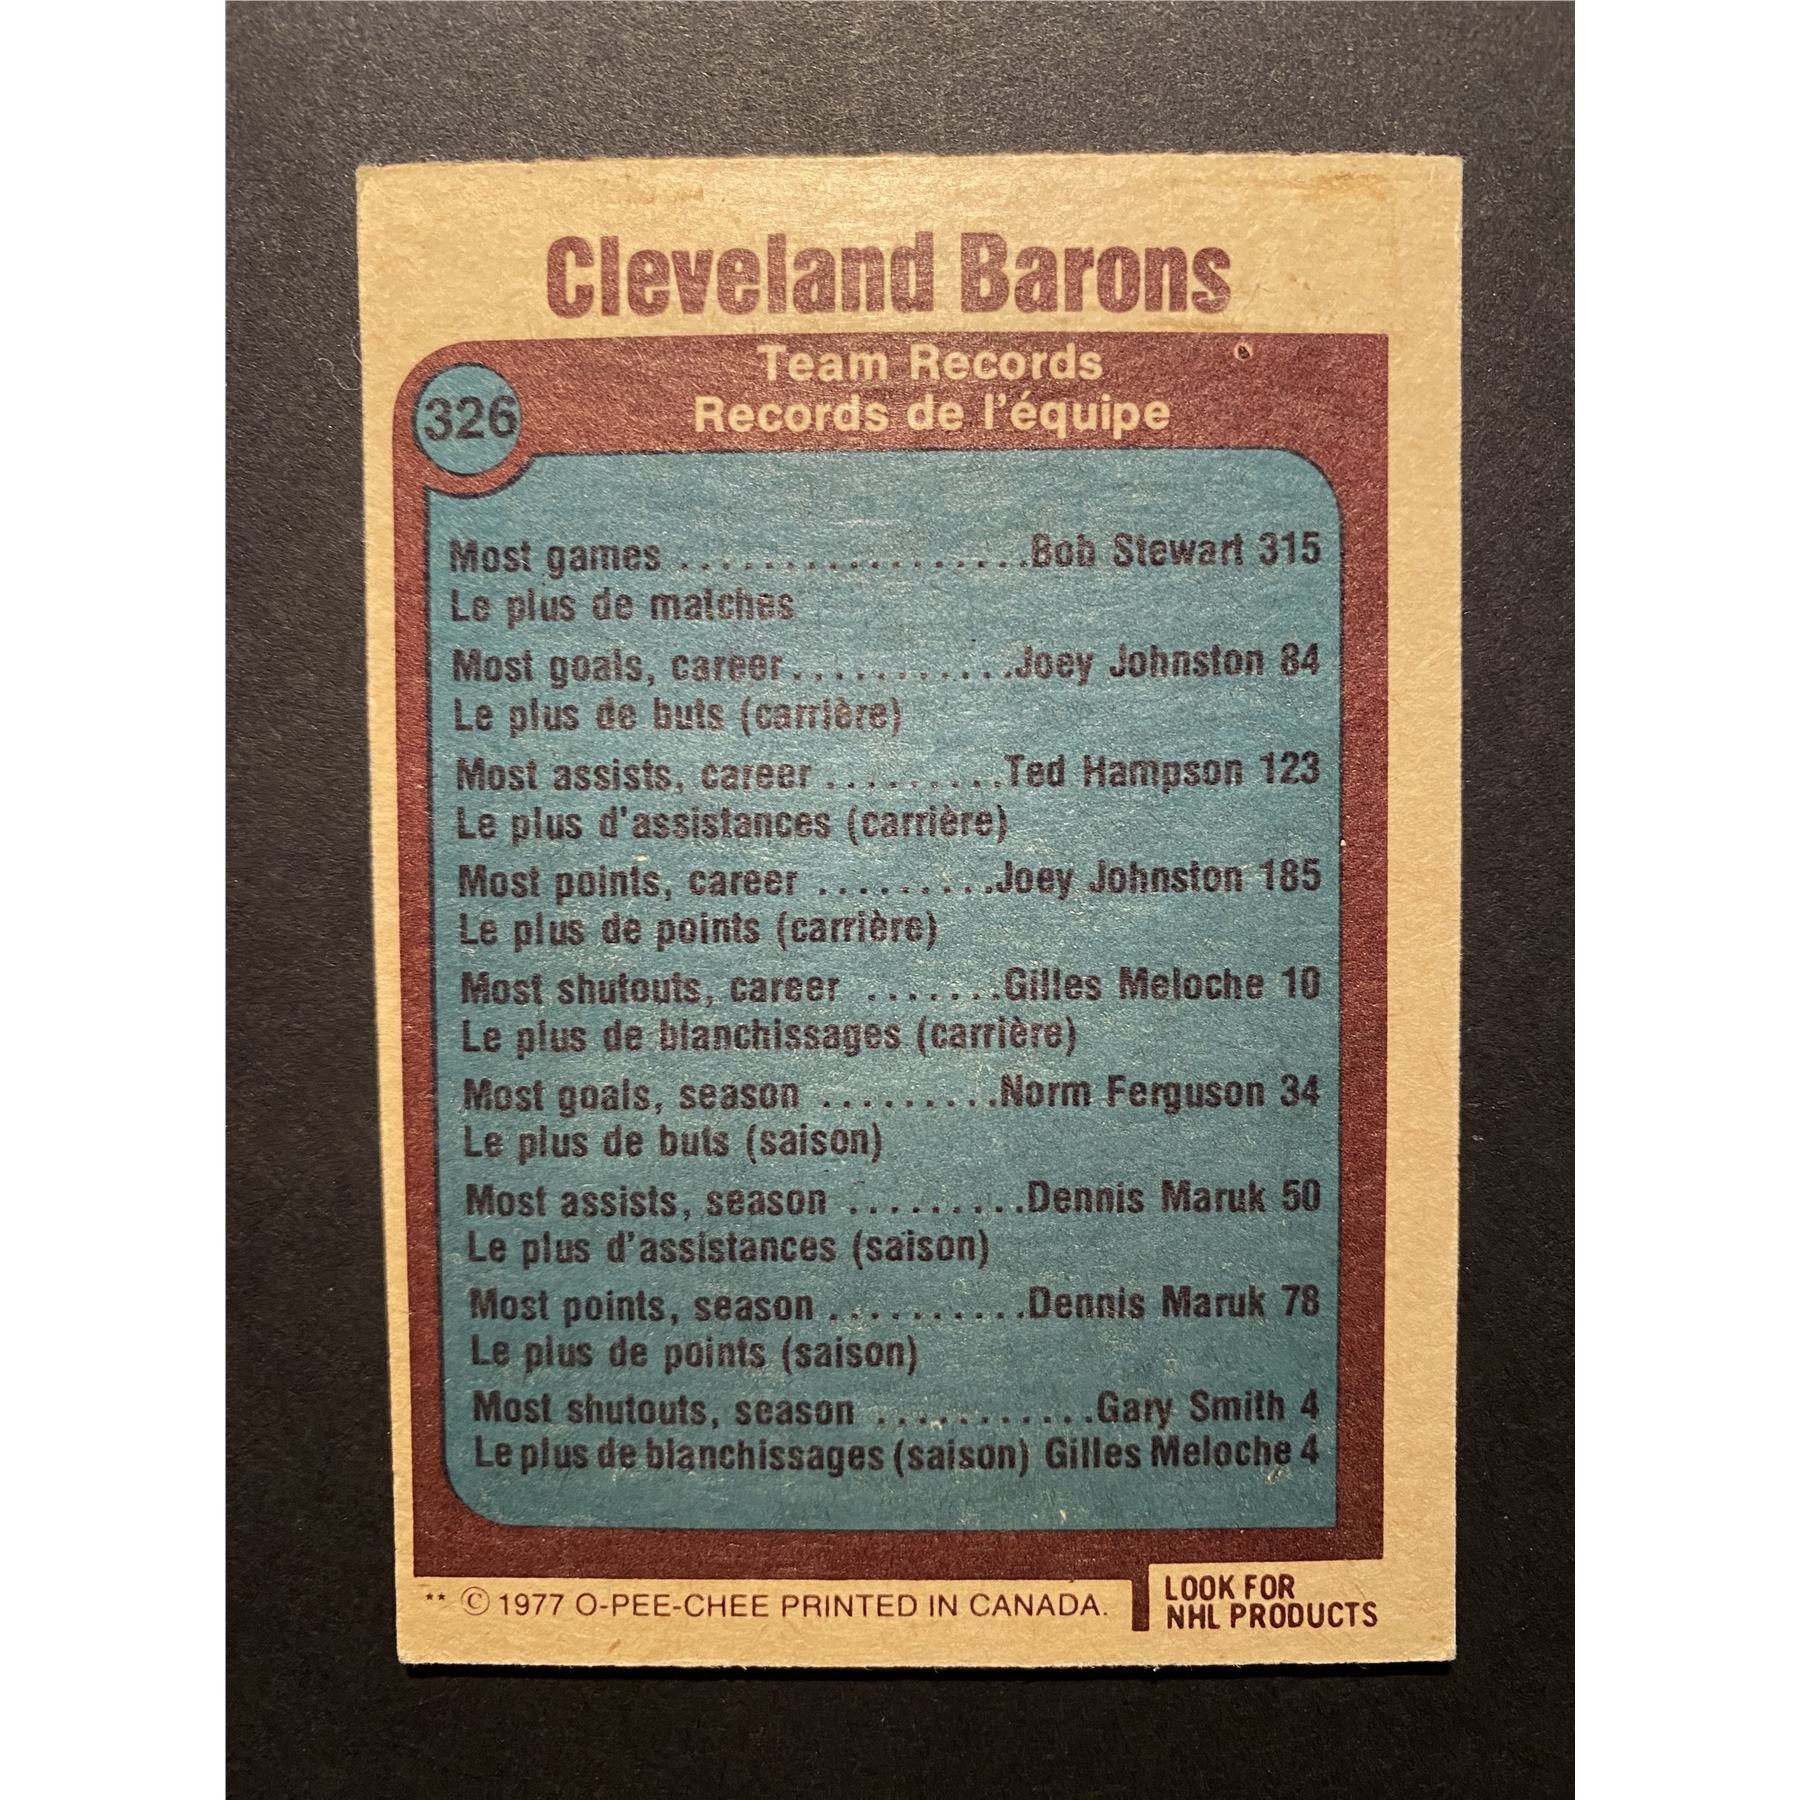 Cleveland Barons
Team Records
Records de l'équipe
326
Most games .................Bob Stewart 315
Le plus de matches
Most goals, career...........Joey Johnston 84
Le plus de buts (carrière)
Most assists, career .........Ted Hampson 123
Le plus d'assistances (carrière)
Most points, career .........Joey Johnston 185
Le plus de points (carrière)
Most shutouts, career .......Gilles Meloche 10
Le plus de blanchissages (carrière)
Most goals, season .........Norm Ferguson 34
Le plus de buts (saison)
Most assists, season .........Dennis Maruk 50
Le plus d'assistances (saison)
Most points, season ..........Dennis Maruk 78
Le plus de points (saison)
Most shutouts, season ...........Gary Smith 4
Le plus de blanchissages (saison) Gilles Meloche 4
** © 1977 O-PEE-CHEE PRINTED IN CANADA.
LOOK FOR
NHL PRODUCTS